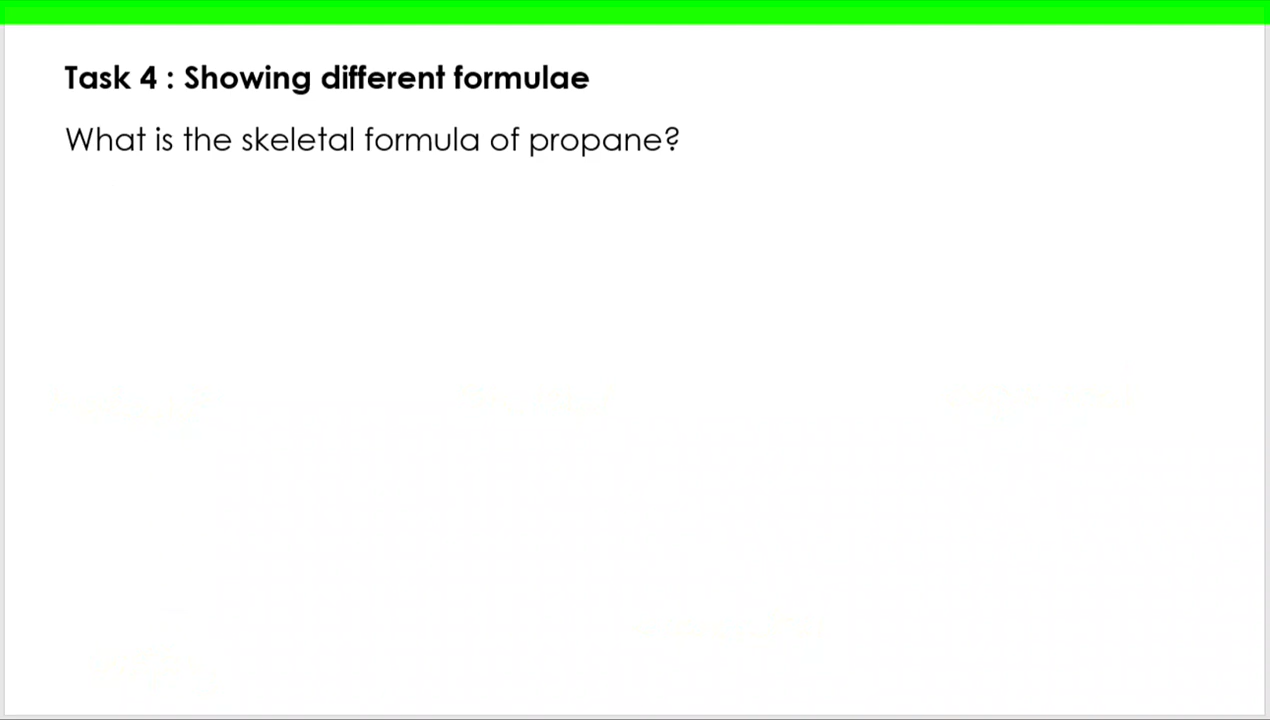 Task 4 : Showing different formulae
What is the skeletal formula of propane?